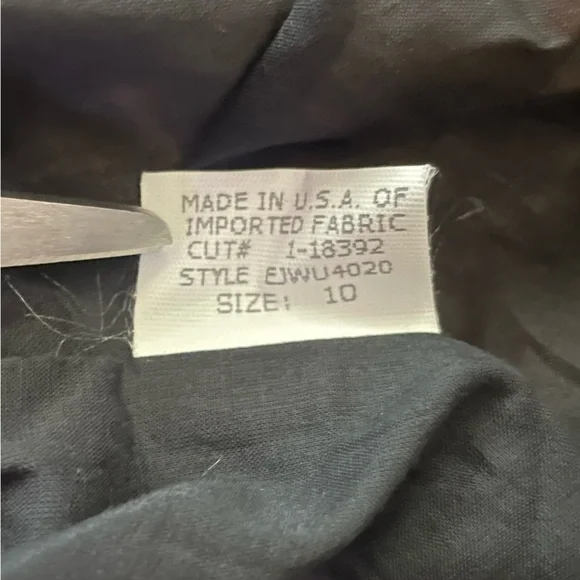 MADE IN U.S.A. OF
IMPORTED FABRIC
CUT# 1-18392
STYLE EJWU4020
SIZE: 10